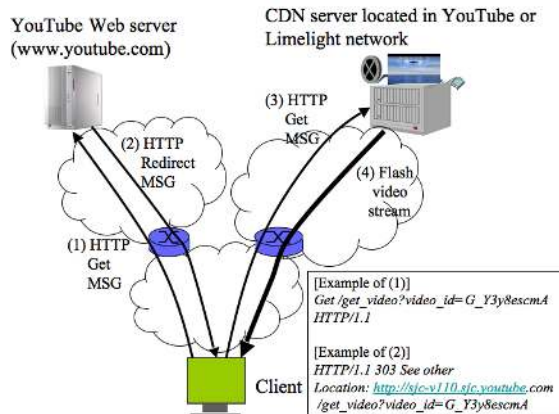 YouTube Web server
(www.youtube.com)
CDN server located in YouTube or
Limelight network
(3) HTTP
Get
MSG
(2) HTTP
Redirect
MSG
(4) Flash
video
stream
(1) HTTP
Get
MSG
Client
[Example of (1)]
Get /get_video?video_id=G_Y3y8escmA
HTTP/1.1
[Example of (2)]
HTTP/1.1 303 See other
Location: http://sjc-v110.sjc.youtube.com
/get_video?video_id=G_Y3y8escmA